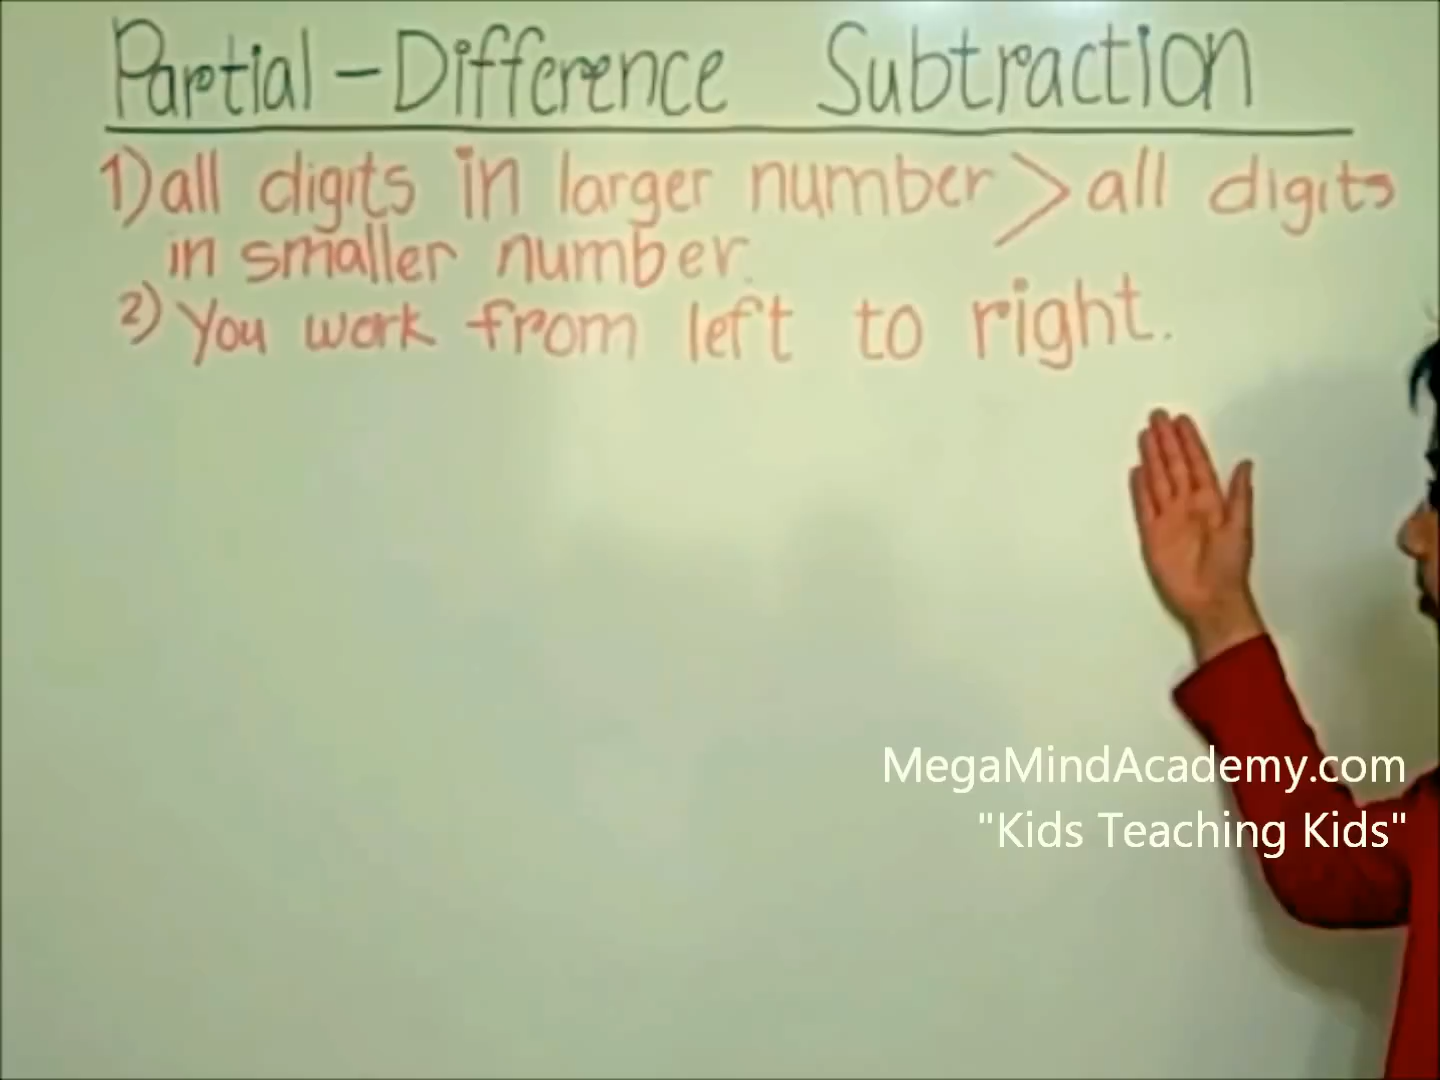 Partial-Difference Subtraction
1) all digits in larger number > all digits
in smaller number.
2) You work from left to right.
MegaMindAcademy.com
"Kids Teaching Kids"